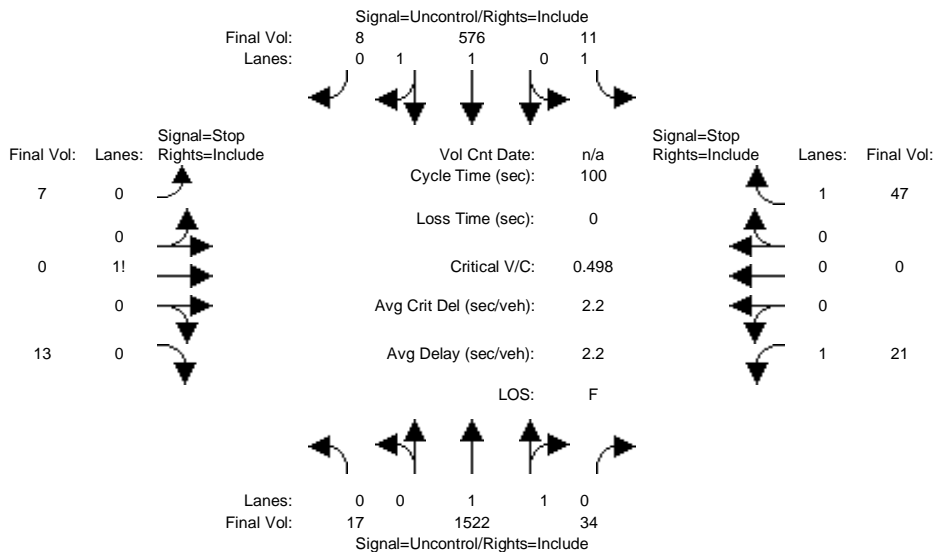 Signal=Uncontrol/Rights=Include
Final Vol: 8 576 11
Lanes: 0 1 1 0 1
Signal=Stop
Final Vol: Lanes: Rights=Include
Vol Cnt Date: n/a
Signal=Stop
Rights=Include Lanes: Final Vol:
Cycle Time (sec): 100
7 0
1 47
Loss Time (sec): 0
0
0
0 1!
Critical V/C: 0.498
0 0
0
Avg Crit Del (sec/veh): 2.2
0
13 0
Avg Delay (sec/veh): 2.2
1 21
LOS: F
Lanes: 0 0 1 1 0
Final Vol: 17 1522 34
Signal=Uncontrol/Rights=Include